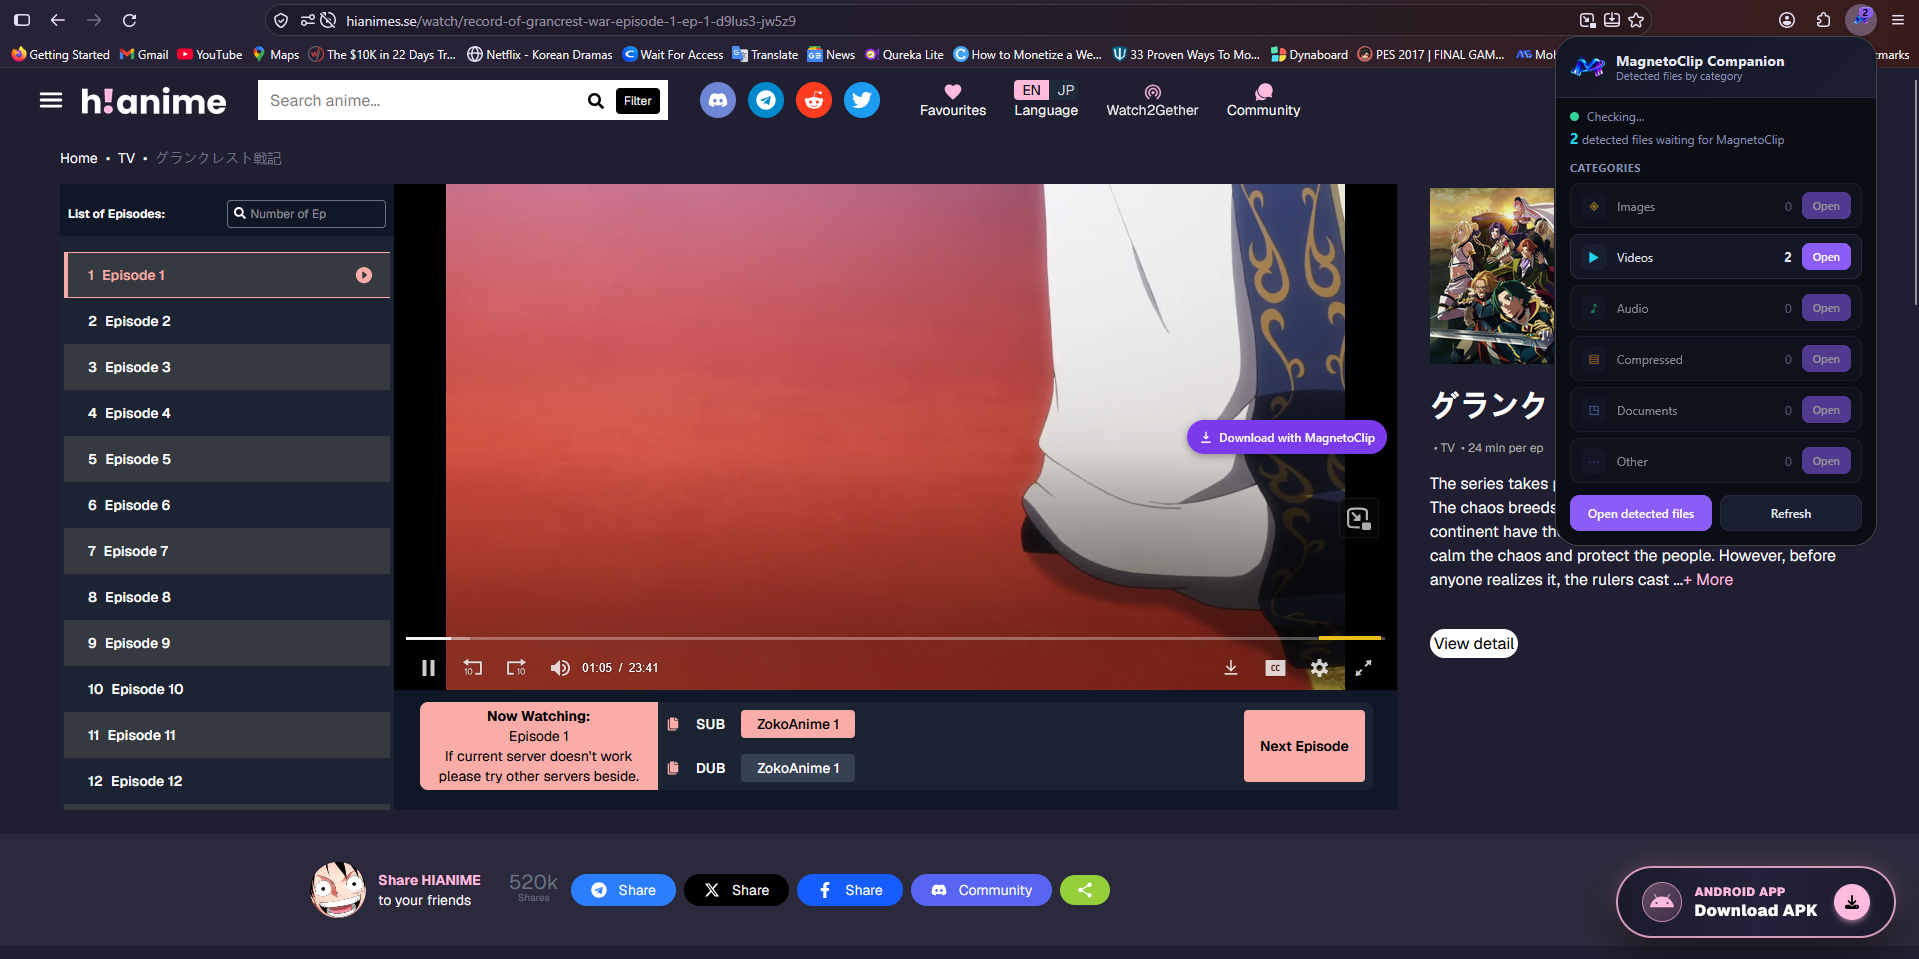 hianimes.se/watch/record-of-grancrest-war-episode-1-ep-1-d9lus3-jw5z9
2
Getting Started
Gmail
YouTube
Maps
The $10K in 22 Days Tr...
Netflix - Korean Dramas
Wait For Access
Translate
News
Qureka Lite
How to Monetize a We...
33 Proven Ways To Mo...
Dynaboard
PES 2017 | FINAL GAM...
hianime
Search anime...
Filter
Favourites
EN JP
Language
Watch2Gether
Community
Home • TV • グランクレスト戦記
List of Episodes:
Number of Ep
1 Episode 1
2 Episode 2
3 Episode 3
4 Episode 4
5 Episode 5
6 Episode 6
7 Episode 7
8 Episode 8
9 Episode 9
10 Episode 10
11 Episode 11
12 Episode 12
Download with MagnetoClip
10
10
01:05 / 23:41
CC
Now Watching:
Episode 1
If current server doesn't work
please try other servers beside.
SUB
ZokoAnime 1
DUB
ZokoAnime 1
Next Episode
グランク
• TV • 24 min per ep
The series takes
The chaos breeds
continent have
calm the chaos and protect the people. However, before
anyone realizes it, the rulers cast ...+ More
View detail
MagnetoClip Companion
Detected files by category
Checking...
2 detected files waiting for MagnetoClip
CATEGORIES
Images 0 Open
Videos 2 Open
Audio 0 Open
Compressed 0 Open
Documents 0 Open
Other 0 Open
Open detected files
Refresh
Share HIANIME
to your friends
520k
Shares
Share
Share
Share
Community
ANDROID APP
Download APK